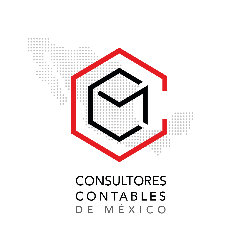 CONSULTORES
CONTABLES
DE MÉXICO